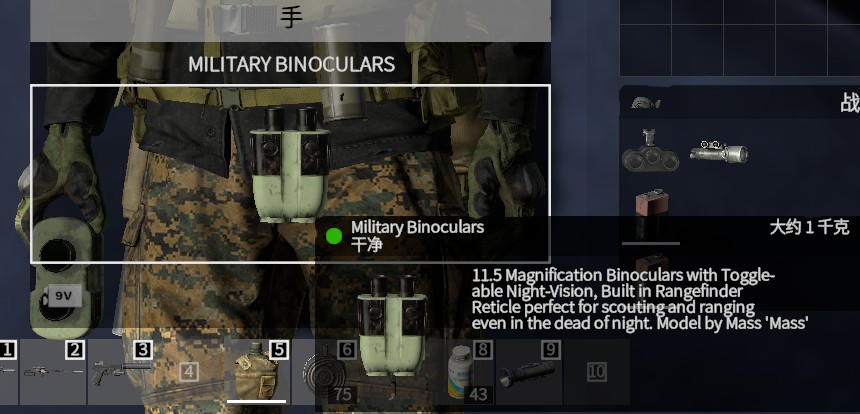 手
MILITARY BINOCULARS
战
Military Binoculars
干净
大约 1 千克
11.5 Magnification Binoculars with Toggle-
able Night-Vision, Built in Rangefinder
Reticle perfect for scouting and ranging
even in the dead of night. Model by Mass 'Mass'
9V
1 2 3 4 5 6 8 9 10
75 43